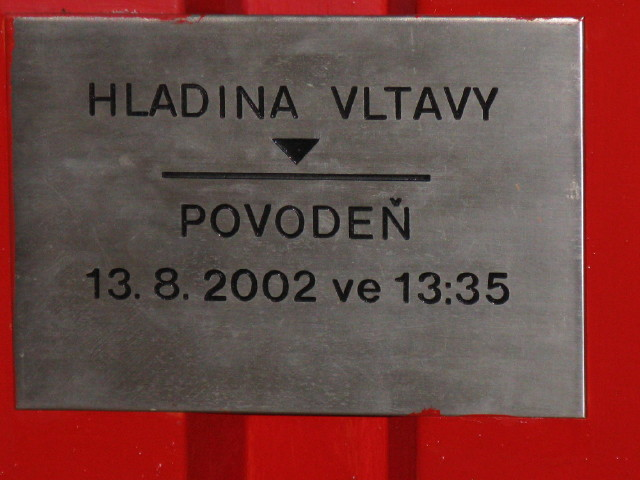 HLADINA VLTAVY
POVODEŇ
13. 8. 2002 ve 13:35